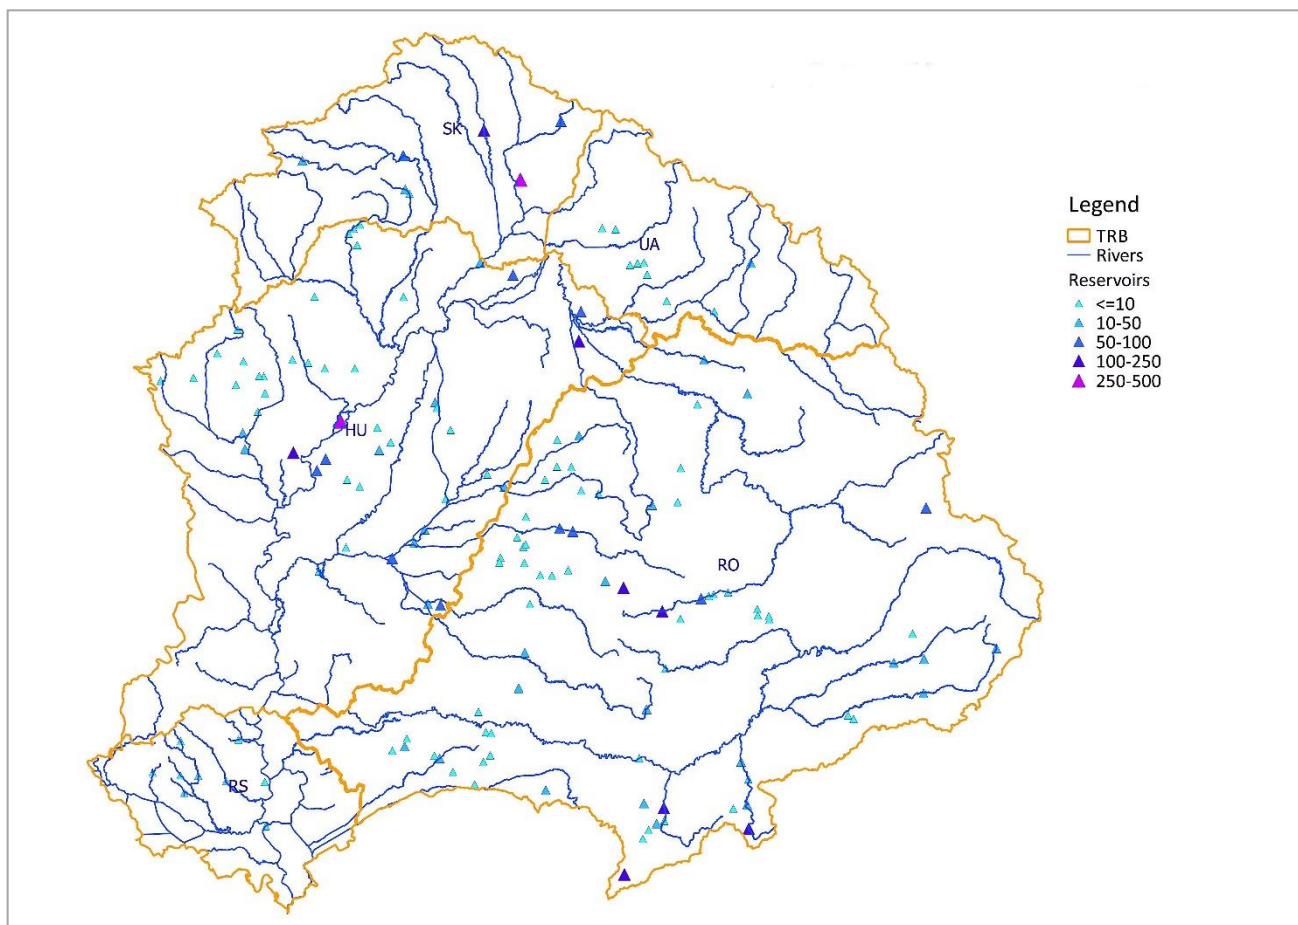 SK
UA
HU
RO
RS
Legend
TRB
Rivers
Reservoirs
<=10
10-50
50-100
100-250
250-500